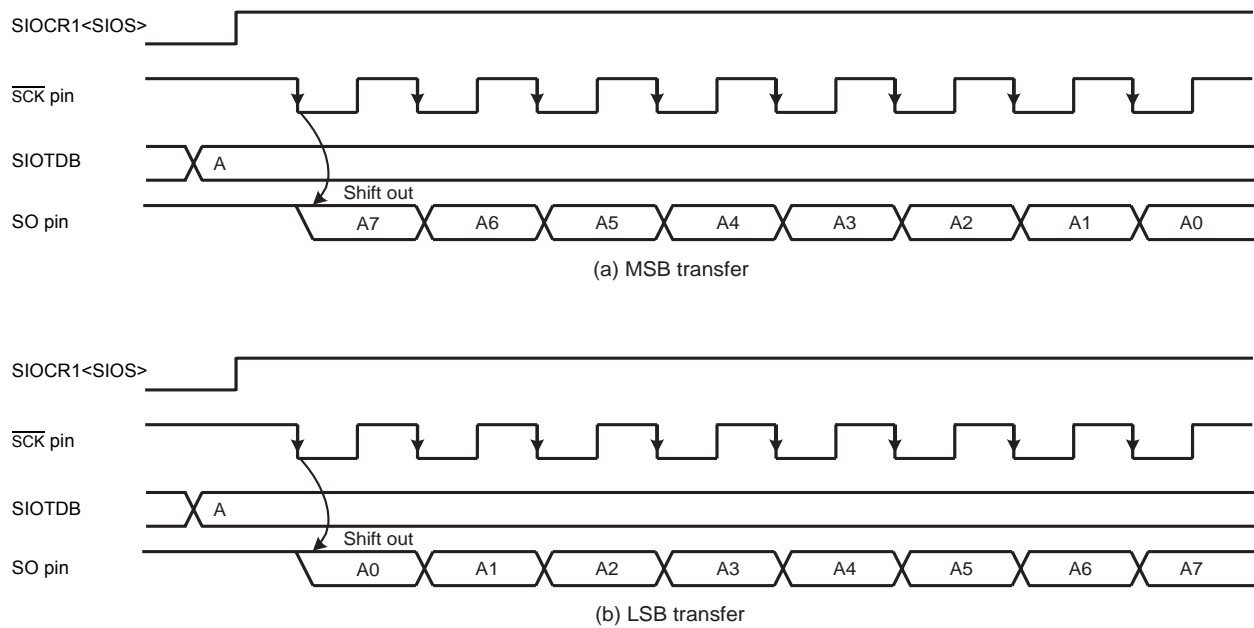 SIOCR1<SIOS>
SCK pin
SIOTDB
A
Shift out
SO pin
A7 A6 A5 A4 A3 A2 A1 A0
(a) MSB transfer
SIOCR1<SIOS>
SCK pin
SIOTDB
A
Shift out
SO pin
A0 A1 A2 A3 A4 A5 A6 A7
(b) LSB transfer